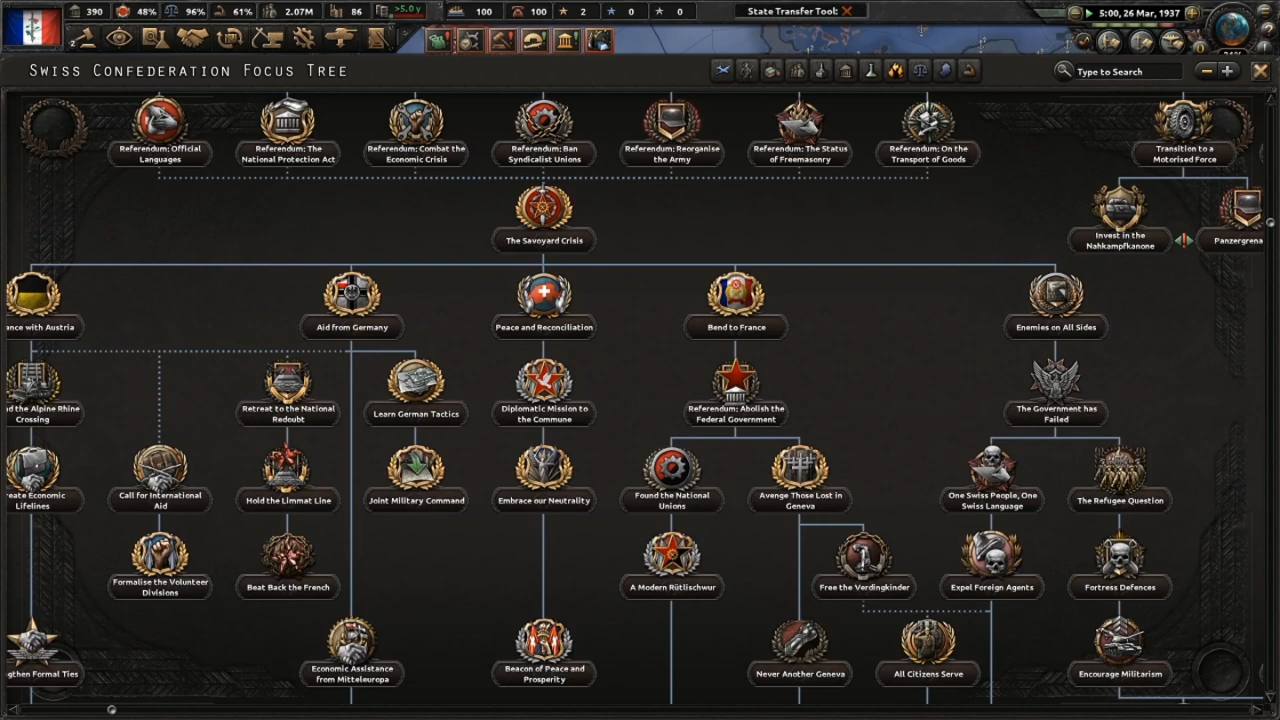 390 48% 96% 61% 2.07M 86 >5.0 y 100 100 2 0 0 State Transfer Tool: 5:00, 26 Mar, 1937
2
0
Swiss Confederation Focus Tree
Type to Search
Referendum: Official
Languages
Referendum: The
National Protection Act
Referendum: Combat the
Economic Crisis
Referendum: Ban
Syndicalist Unions
Referendum: Reorganise
the Army
Referendum: The Status
of Freemasonry
Referendum: On the
Transport of Goods
Transition to a
Motorised Force
The Savoyard Crisis
Invest in the
Nahkampfkanone
Panzergrena
ance with Austria
Aid from Germany
Peace and Reconciliation
Bend to France
Enemies on All Sides
d the Alpine Rhine
Crossing
Retreat to the National
Redoubt
Learn German Tactics
Diplomatic Mission to
the Commune
Referendum: Abolish the
Federal Government
The Government has
Failed
reate Economic
Lifelines
Call for International
Aid
Hold the Limmat Line
Joint Military Command
Embrace our Neutrality
Found the National
Unions
Avenge Those Lost in
Geneva
One Swiss People, One
Swiss Language
The Refugee Question
Formalise the Volunteer
Divisions
Beat Back the French
A Modern Rütlischwur
Free the Verdingkinder
Expel Foreign Agents
Fortress Defences
gthen Formal Ties
Economic Assistance
from Mitteleuropa
Beacon of Peace and
Prosperity
Never Another Geneva
All Citizens Serve
Encourage Militarism